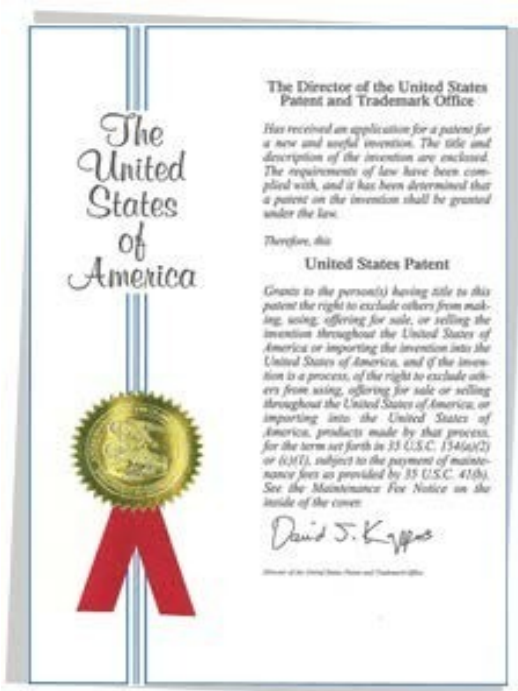 The
United
States
of
America
The Director of the United States
Patent and Trademark Office
Has received an application for a patent for
a new and useful invention. The title and
description of the invention are enclosed.
The requirements of law have been com-
plied with, and it has been determined that
a patent on the invention shall be granted
under the law.
Therefore, this
United States Patent
Grants to the person(s) having title to this
patent the right to exclude others from mak-
ing, using, offering for sale, or selling the
invention throughout the United States of
America or importing the invention into the
United States of America, and if the inven-
tion is a process, of the right to exclude oth-
ers from using, offering for sale or selling
throughout the United States of America, or
importing into the United States of
America, products made by that process,
for the term set forth in 35 U.S.C. 154(a)(2)
or (c)(1), subject to the payment of mainte-
nance fees as provided by 35 U.S.C. 41(b).
See the Maintenance Fee Notice on the
inside of the cover.
David J. Kappos
Director of the United States Patent and Trademark Office